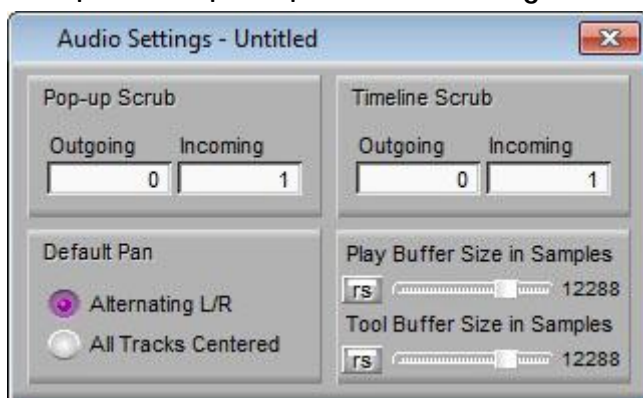 Audio Settings - Untitled
Pop-up Scrub
Outgoing Incoming
0 1
Timeline Scrub
Outgoing Incoming
0 1
Default Pan
Alternating L/R
All Tracks Centered
Play Buffer Size in Samples
rs 12288
Tool Buffer Size in Samples
rs 12288